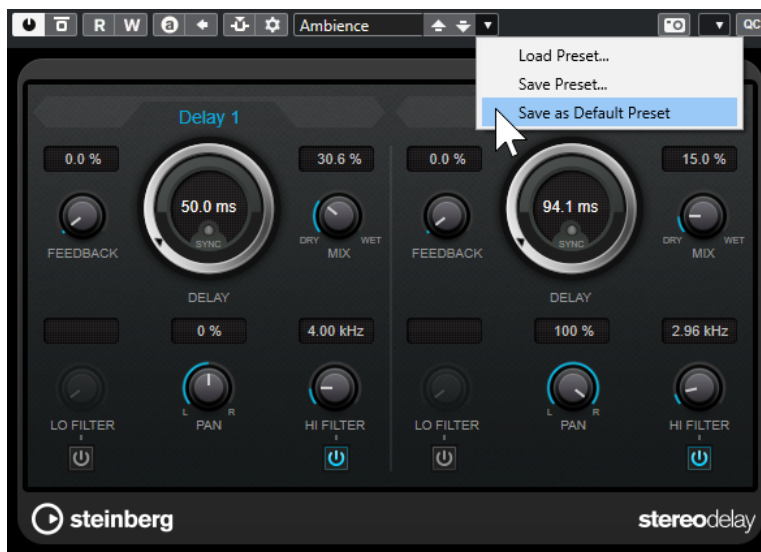 R W a Ambience QC
Load Preset...
Save Preset...
Save as Default Preset
Delay 1
0.0 % 30.6 % 0.0 % 15.0 %
50.0 ms 94.1 ms
SYNC SYNC
FEEDBACK DRY WET MIX FEEDBACK DRY WET MIX
DELAY DELAY
0 % 4.00 kHz 100 % 2.96 kHz
L R L R
LO FILTER PAN HI FILTER LO FILTER PAN HI FILTER
steinberg stereodelay